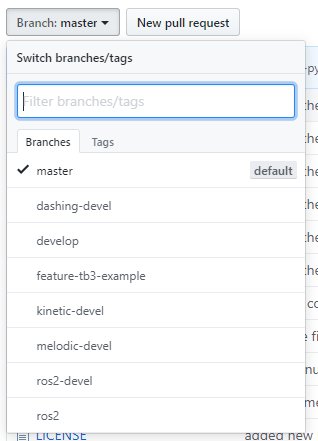 Branch: master
New pull request
Switch branches/tags
Filter branches/tags
Branches
Tags
master
default
dashing-devel
develop
feature-tb3-example
kinetic-devel
melodic-devel
ros2-devel
ros2
LICENSE
added new